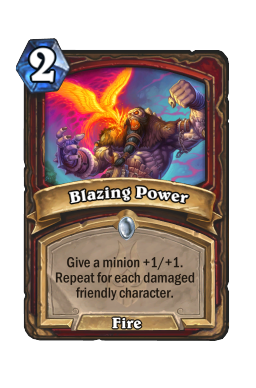 2
Blazing Power
Give a minion +1/+1.
Repeat for each damaged
friendly character.
Fire